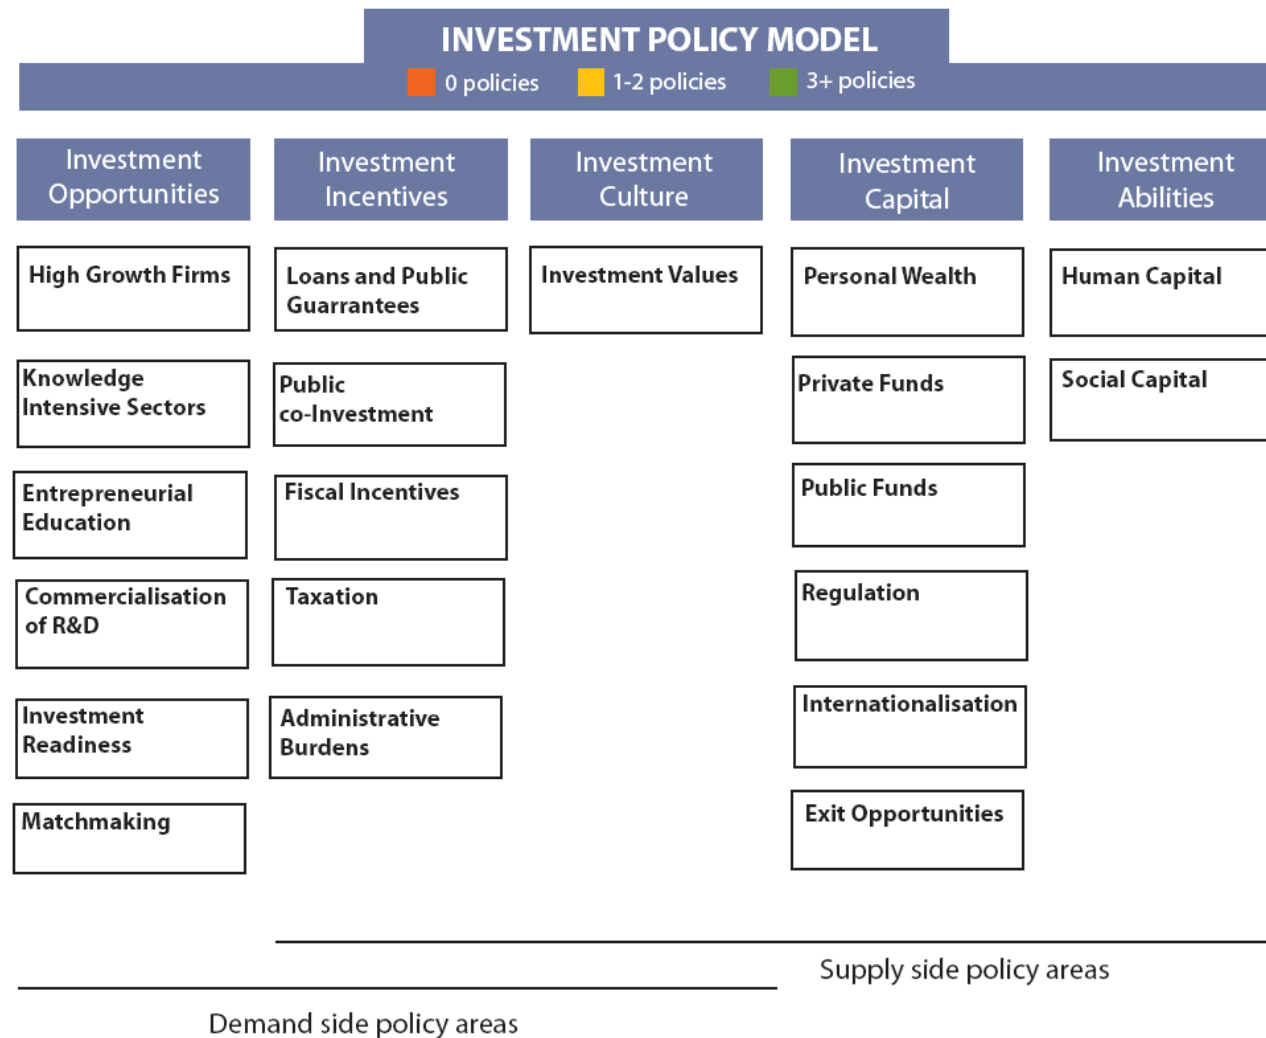 INVESTMENT POLICY MODEL
0 policies
1-2 policies
3+ policies
Investment
Opportunities
High Growth Firms
Knowledge
Intensive Sectors
Entrepreneurial
Education
Commercialisation
of R&D
Investment
Readiness
Matchmaking
Investment
Incentives
Loans and Public
Guarrantees
Public
co-Investment
Fiscal Incentives
Taxation
Administrative
Burdens
Investment
Culture
Investment Values
Investment
Capital
Personal Wealth
Private Funds
Public Funds
Regulation
Internationalisation
Exit Opportunities
Investment
Abilities
Human Capital
Social Capital
Supply side policy areas
Demand side policy areas